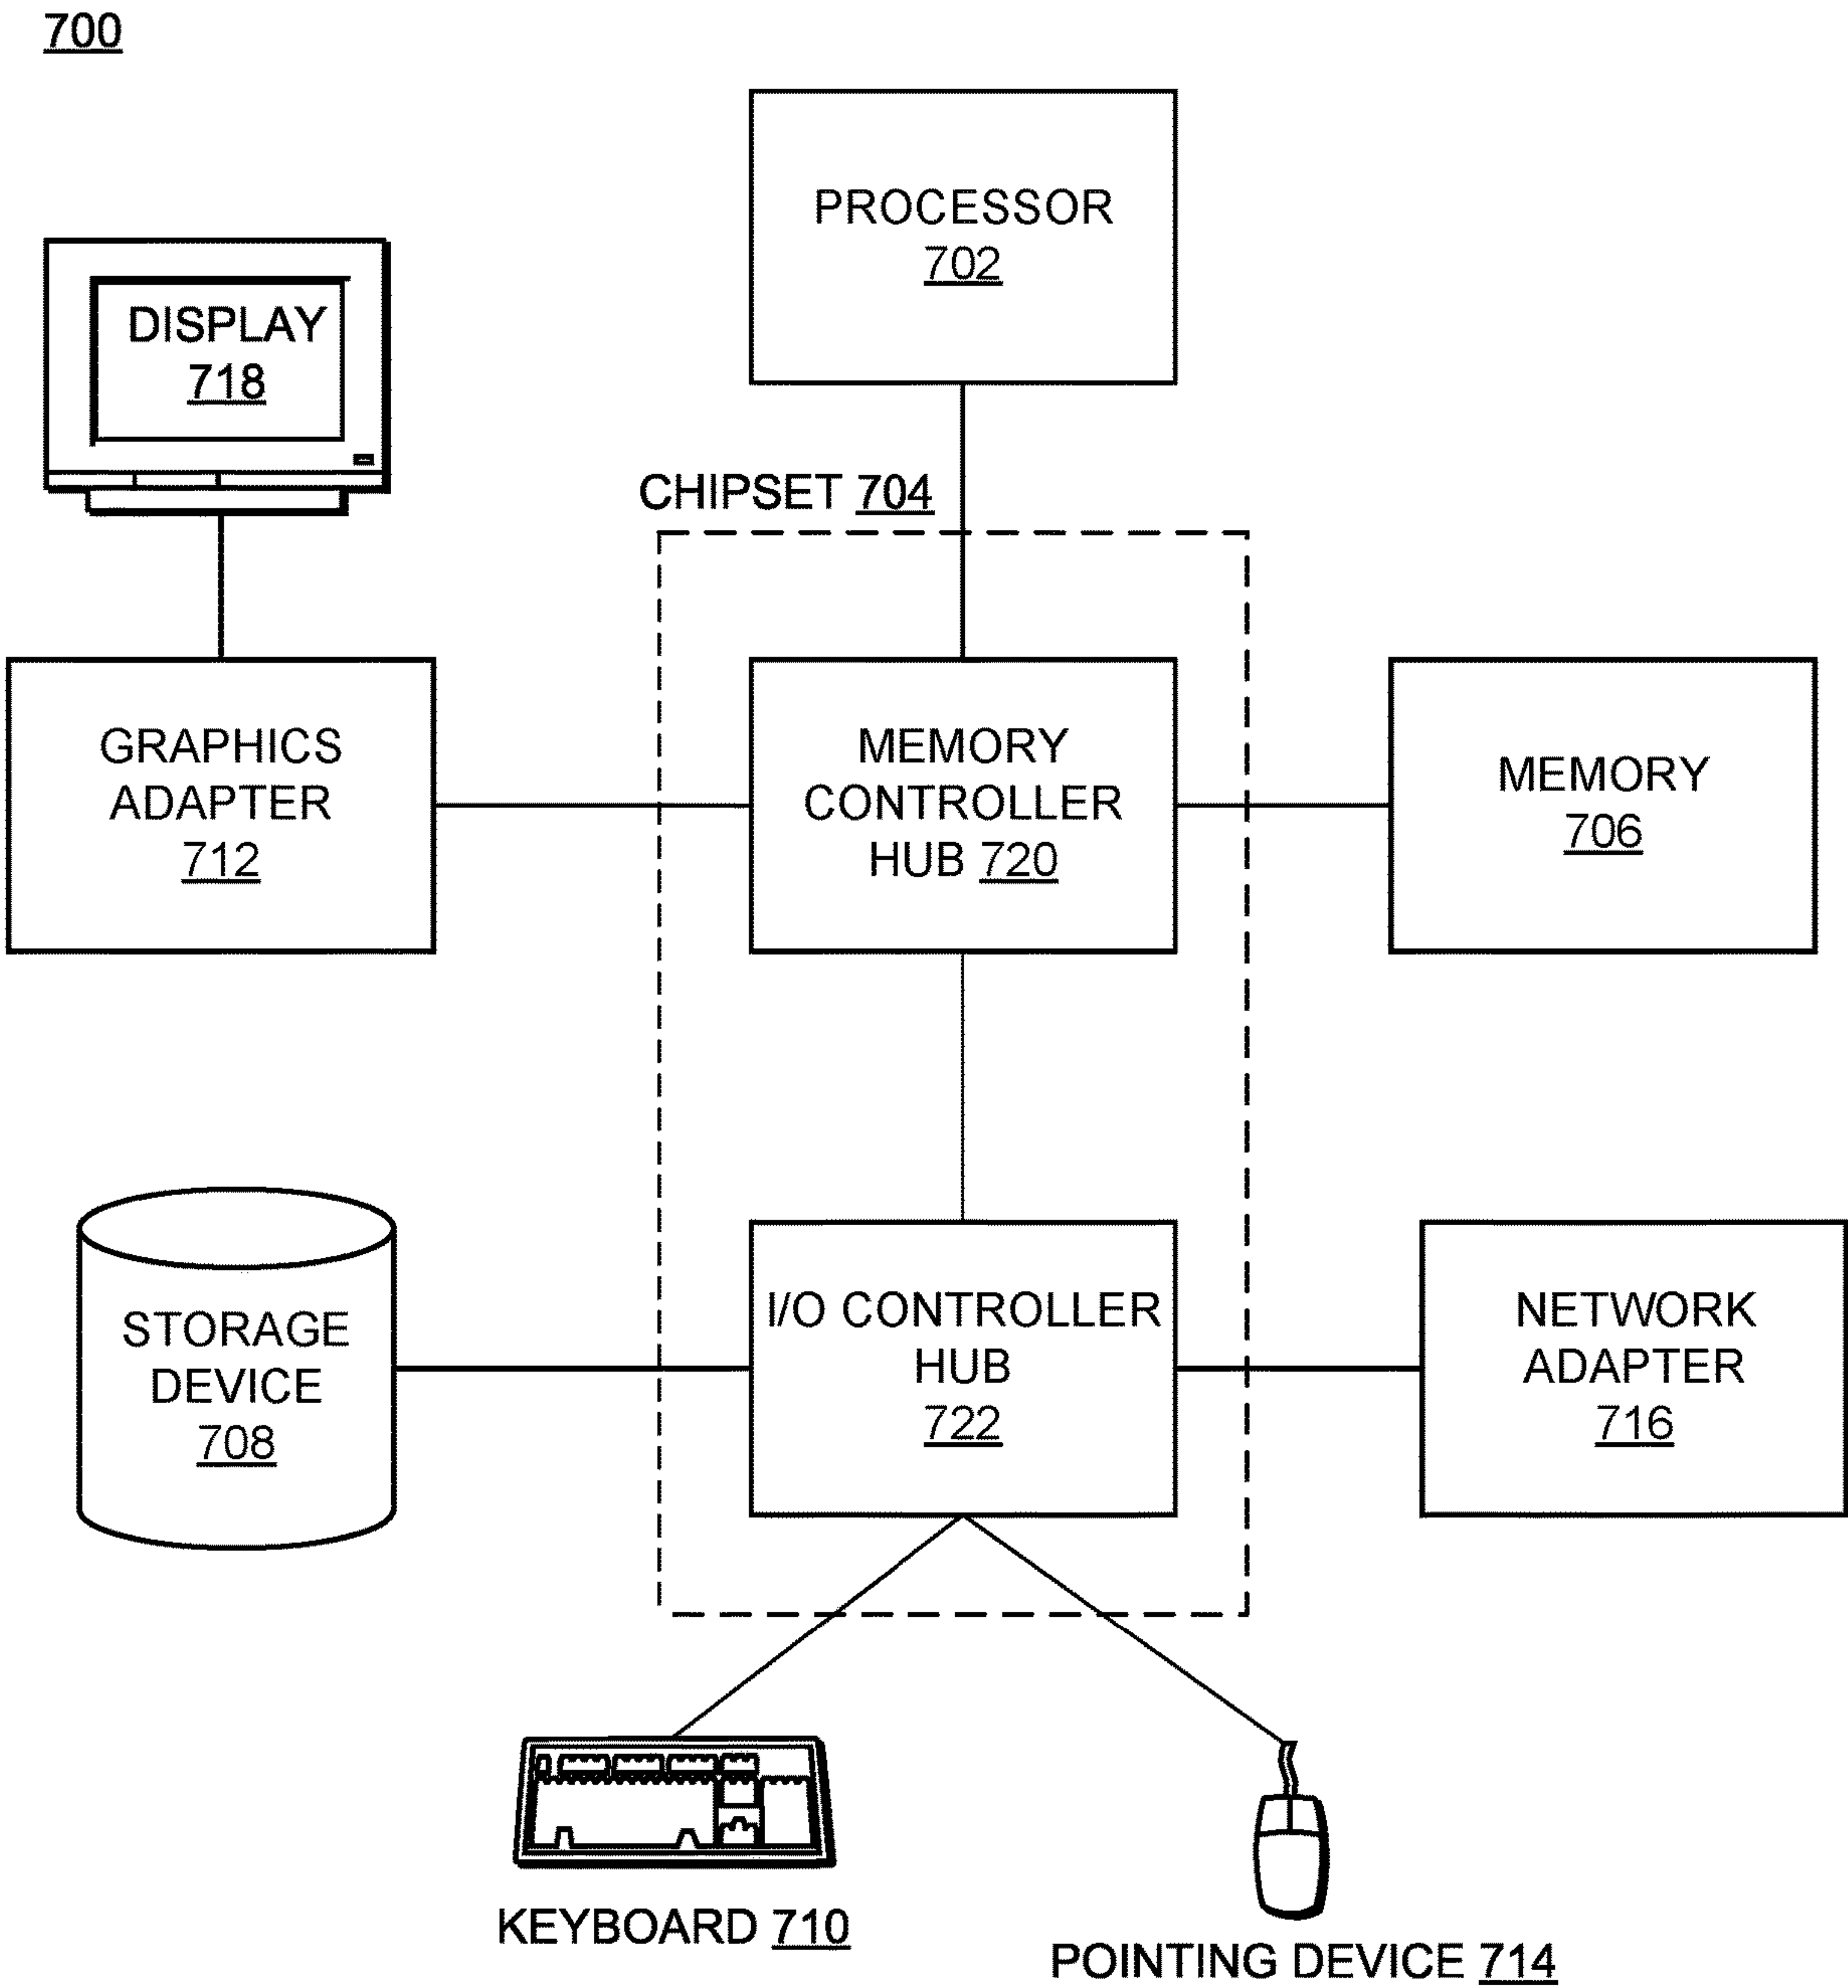 700
PROCESSOR
702
DISPLAY
718
CHIPSET 704
GRAPHICS
ADAPTER
712
MEMORY
CONTROLLER
HUB 720
MEMORY
706
STORAGE
DEVICE
708
I/O CONTROLLER
HUB
722
NETWORK
ADAPTER
716
KEYBOARD 710
POINTING DEVICE 714